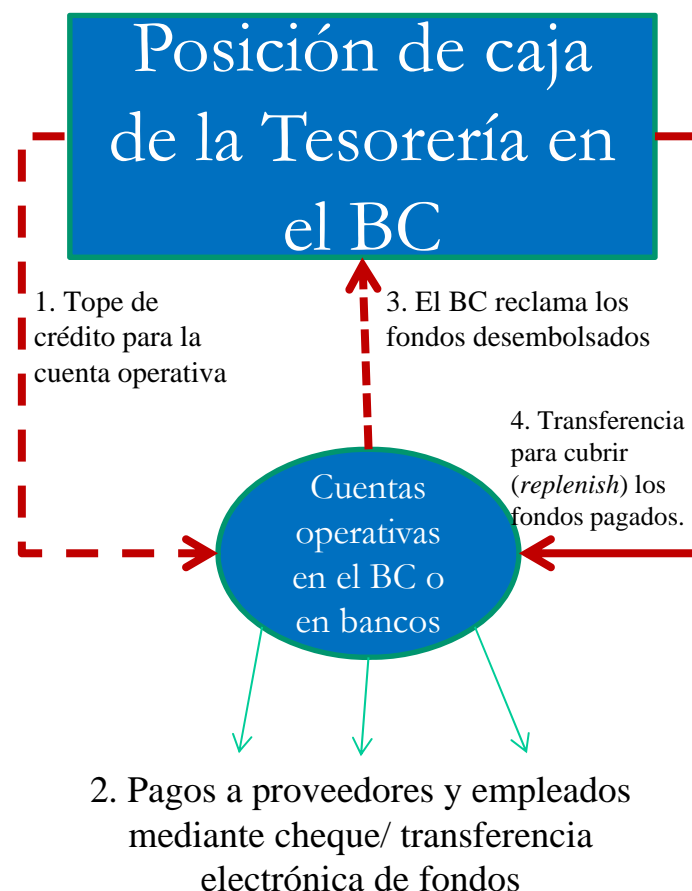 Posición de caja
de la Tesorería en
el BC
1. Tope de
crédito para la
cuenta operativa
3. El BC reclama los
fondos desembolsados
4. Transferencia
para cubrir
(replenish) los
fondos pagados.
Cuentas
operativas
en el BC o
en bancos
2. Pagos a proveedores y empleados
mediante cheque/ transferencia
electrónica de fondos